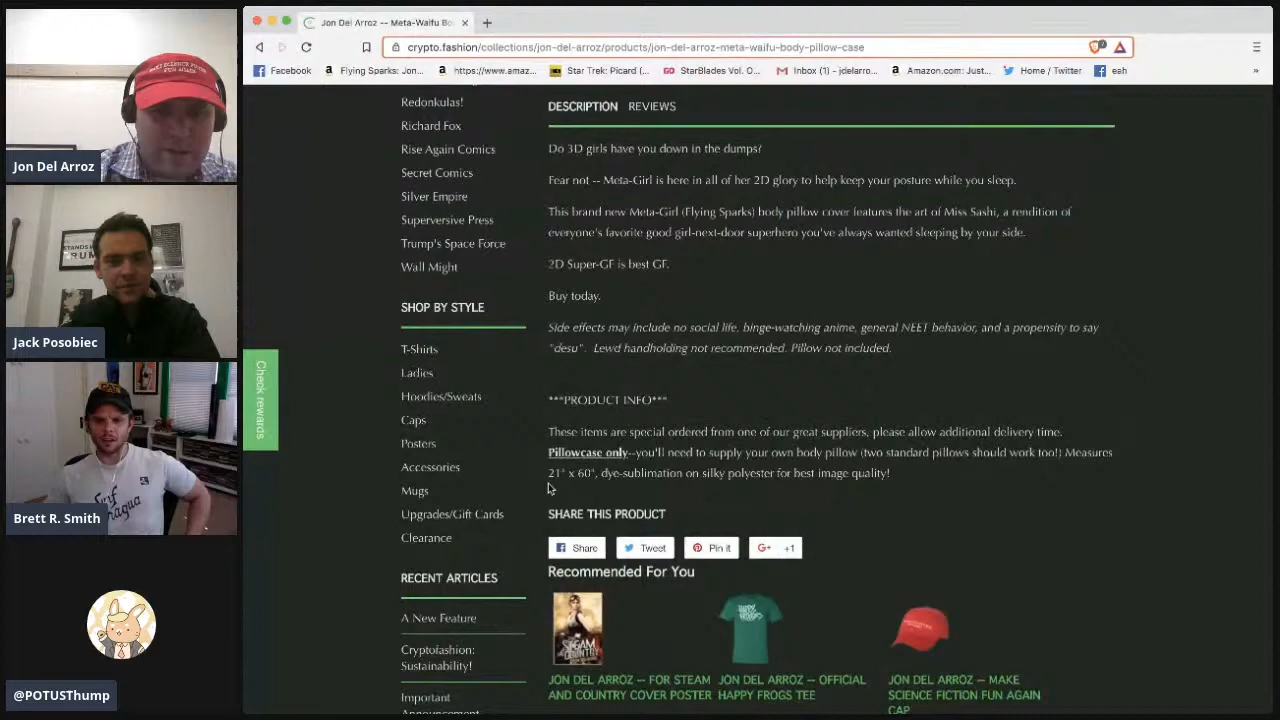 Jon Del Arroz
Jack Posobiec
Brett R. Smith
@POTUSThump
Jon Del Arroz -- Meta-Waifu Bo
crypto.fashion/collections/jon-del-arroz/products/jon-del-arroz-meta-waifu-body-pillow-case
Facebook
Flying Sparks: Jon...
https://www.amaz...
Star Trek: Picard (...
StarBlades Vol. O...
Inbox (1) - jdelarro...
Amazon.com: Just...
Home / Twitter
eah
»
Check rewards
Redonkulas!
Richard Fox
Rise Again Comics
Secret Comics
Silver Empire
Superversive Press
Trump's Space Force
Wall Might
SHOP BY STYLE
T-Shirts
Ladies
Hoodies/Sweats
Caps
Posters
Accessories
Mugs
Upgrades/Gift Cards
Clearance
RECENT ARTICLES
A New Feature
Cryptofashion:
Sustainability!
Important
Announcement
DESCRIPTION REVIEWS
Do 3D girls have you down in the dumps?
Fear not -- Meta-Girl is here in all of her 2D glory to help keep your posture while you sleep.
This brand new Meta-Girl (Flying Sparks) body pillow cover features the art of Miss Sashi, a rendition of
everyone's favorite good girl-next-door superhero you've always wanted sleeping by your side.
2D Super-GF is best GF.
Buy today.
Side effects may include no social life, binge-watching anime, general NEET behavior, and a propensity to say
"desu". Lewd handholding not recommended. Pillow not included.
***PRODUCT INFO***
These items are special ordered from one of our great suppliers, please allow additional delivery time.
Pillowcase only--you'll need to supply your own body pillow (two standard pillows should work too!) Measures
21" x 60", dye-sublimation on silky polyester for best image quality!
SHARE THIS PRODUCT
Share
Tweet
Pin it
G+ +1
Recommended For You
JON DEL ARROZ -- FOR STEAM
AND COUNTRY COVER POSTER
JON DEL ARROZ -- OFFICIAL
HAPPY FROGS TEE
JON DEL ARROZ -- MAKE
SCIENCE FICTION FUN AGAIN
CAP